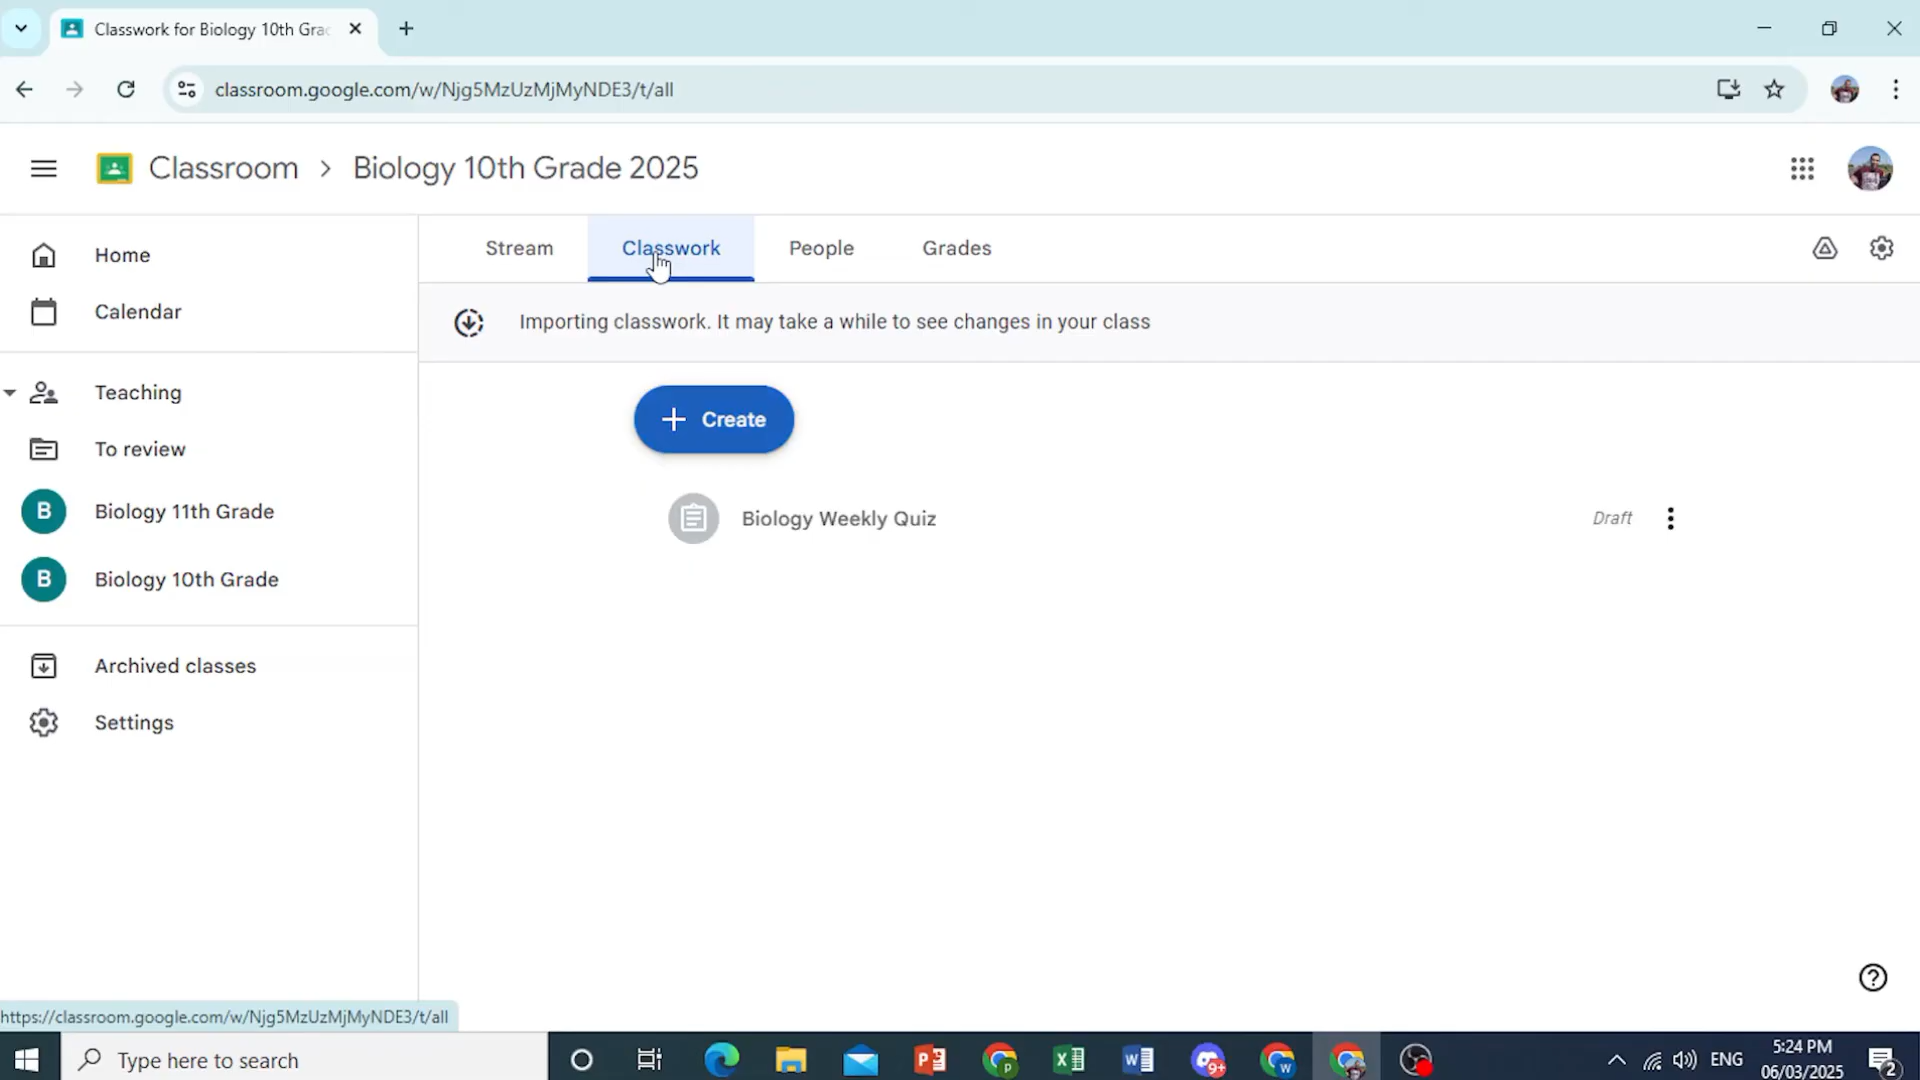 Classwork for Biology 10th Grac
classroom.google.com/w/Njg5MzUzMjMyNDE3/t/all
Classroom > Biology 10th Grade 2025
Home
Calendar
Teaching
To review
B Biology 11th Grade
B Biology 10th Grade
Archived classes
Settings
Stream Classwork People Grades
Importing classwork. It may take a while to see changes in your class
+ Create
Biology Weekly Quiz Draft
https://classroom.google.com/w/Njg5MzUzMjMyNDE3/t/all
Type here to search
P
P
X
W
9+
W
ENG
5:24 PM
06/03/2025
2